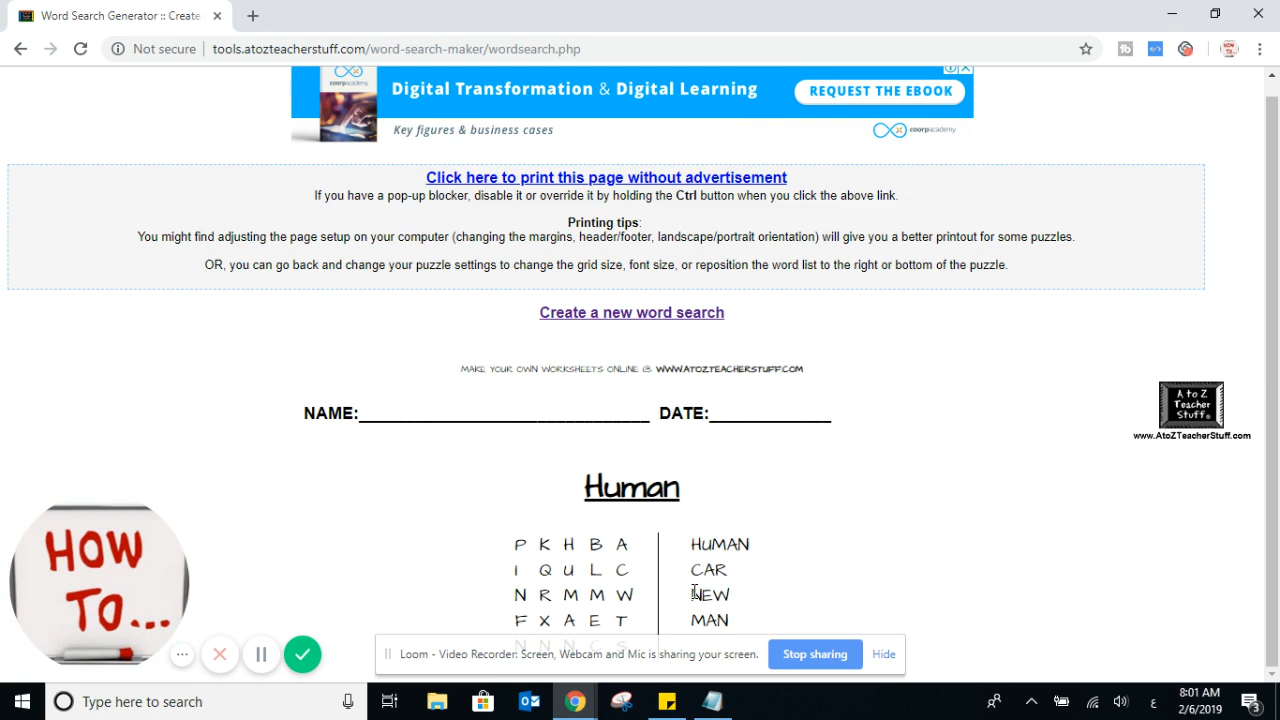 Word Search Generator :: Create
Not secure
tools.atozteacherstuff.com/word-search-maker/wordsearch.php
HOW TO...
coorpacademy
Digital Transformation & Digital Learning
REQUEST THE EBOOK
Key figures & business cases
coorpacademy
Click here to print this page without advertisement
If you have a pop-up blocker, disable it or override it by holding the Ctrl button when you click the above link.
Printing tips:
You might find adjusting the page setup on your computer (changing the margins, header/footer, landscape/portrait orientation) will give you a better printout for some puzzles.
OR, you can go back and change your puzzle settings to change the grid size, font size, or reposition the word list to the right or bottom of the puzzle.
Create a new word search
MAKE YOUR OWN WORKSHEETS ONLINE @ WWW.ATOZTEACHERSTUFF.COM
A to Z
Teacher
Stuff®
www.AtoZTeacherStuff.com
NAME:______________________________ DATE:_____________
Human
P K H B A HUMAN
I Q U L C CAR
N R M M W NEW
F X A E T MAN
N N N C S
HOW
TO...
Loom - Video Recorder: Screen, Webcam and Mic is sharing your screen.
Stop sharing
Hide
Type here to search
ع
8:01 AM
2/6/2019
3